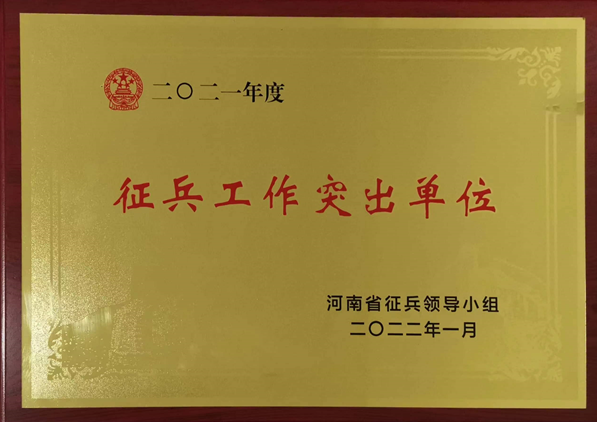 二〇二一年度
征兵工作突出单位
河南省征兵领导小组
二〇二二年一月